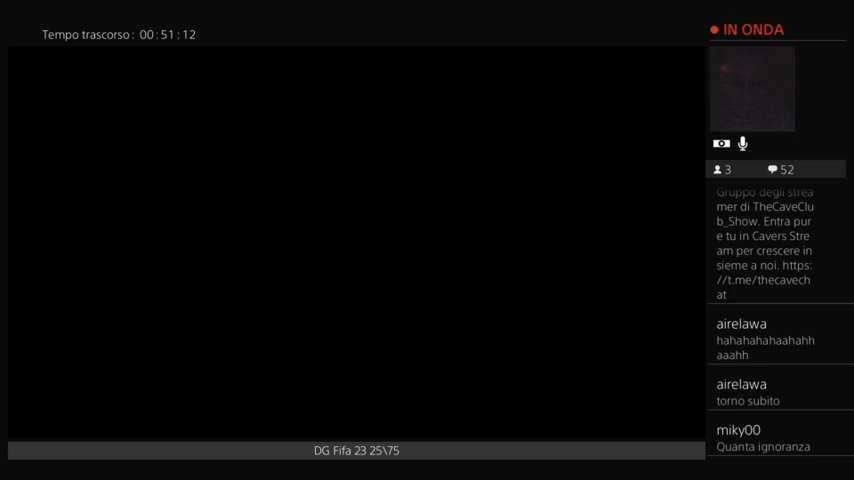 Tempo trascorso: 00:51:12
IN ONDA
3 52
Gruppo degli strea
mer di TheCaveClu
b_Show. Entra pur
e tu in Cavers Stre
am per crescere in
sieme a noi. https:
//t.me/thecavech
at
airelawa
hahahahahaahahh
aaahh
airelawa
torno subito
miky00
Quanta ignoranza
DG Fifa 23 25\75